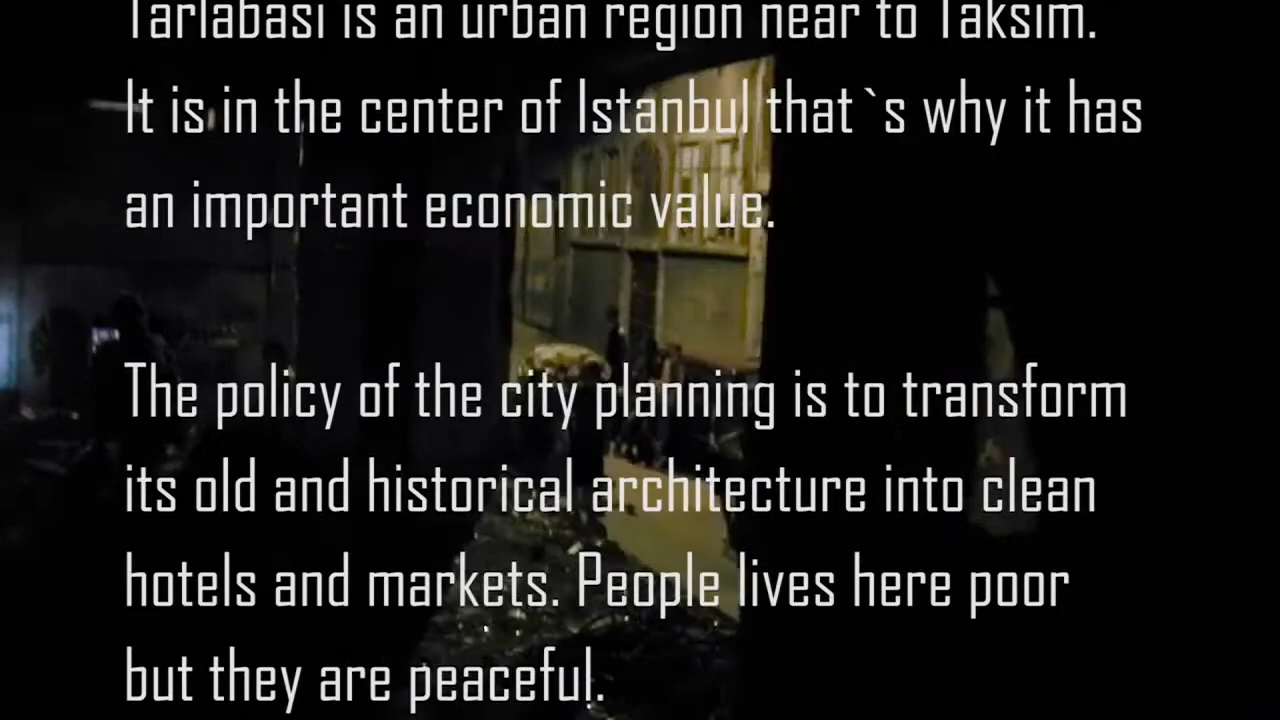 Tarlabasi is an urban region near to Taksim.
It is in the center of Istanbul that`s why it has
an important economic value.
The policy of the city planning is to transform
its old and historical architecture into clean
hotels and markets. People lives here poor
but they are peaceful.